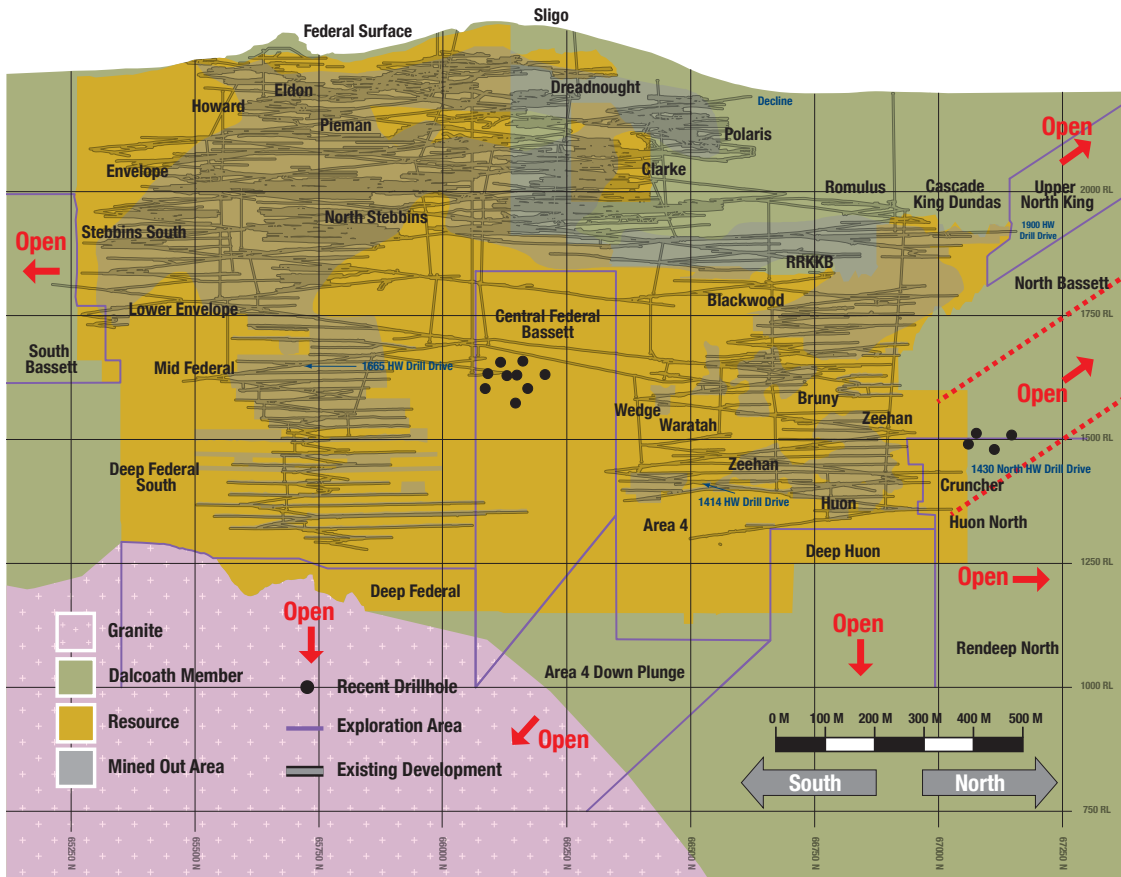 Sligo
Federal Surface
Dreadnought
Eldon
Howard
Decline
Pieman
Polaris
Open
Envelope
Clarke
Romulus
Cascade
King Dundas
Upper
North King
2000 RL
North Stebbins
Stebbins South
1900 HW
Drill Drive
Open
RRKKB
North Bassett
Blackwood
Lower Envelope
Central Federal
Bassett
1750 RL
South
Bassett
Mid Federal
1665 HW Drill Drive
Open
Bruny
Wedge
Waratah
Zeehan
1500 RL
Deep Federal
South
Zeehan
1430 North HW Drill Drive
Cruncher
1414 HW Drill Drive
Huon
Area 4
Huon North
Deep Huon
1250 RL
Deep Federal
Open
Open
Open
Granite
Rendeep North
Dalcoath Member
Area 4 Down Plunge
Recent Drillhole
1000 RL
Resource
Exploration Area
0 M 100 M 200 M 300 M 400 M 500 M
Open
Mined Out Area
Existing Development
South
North
750 RL
65250 N
65500 N
65750 N
66000 N
66250 N
66500 N
66750 N
67000 N
67250 N